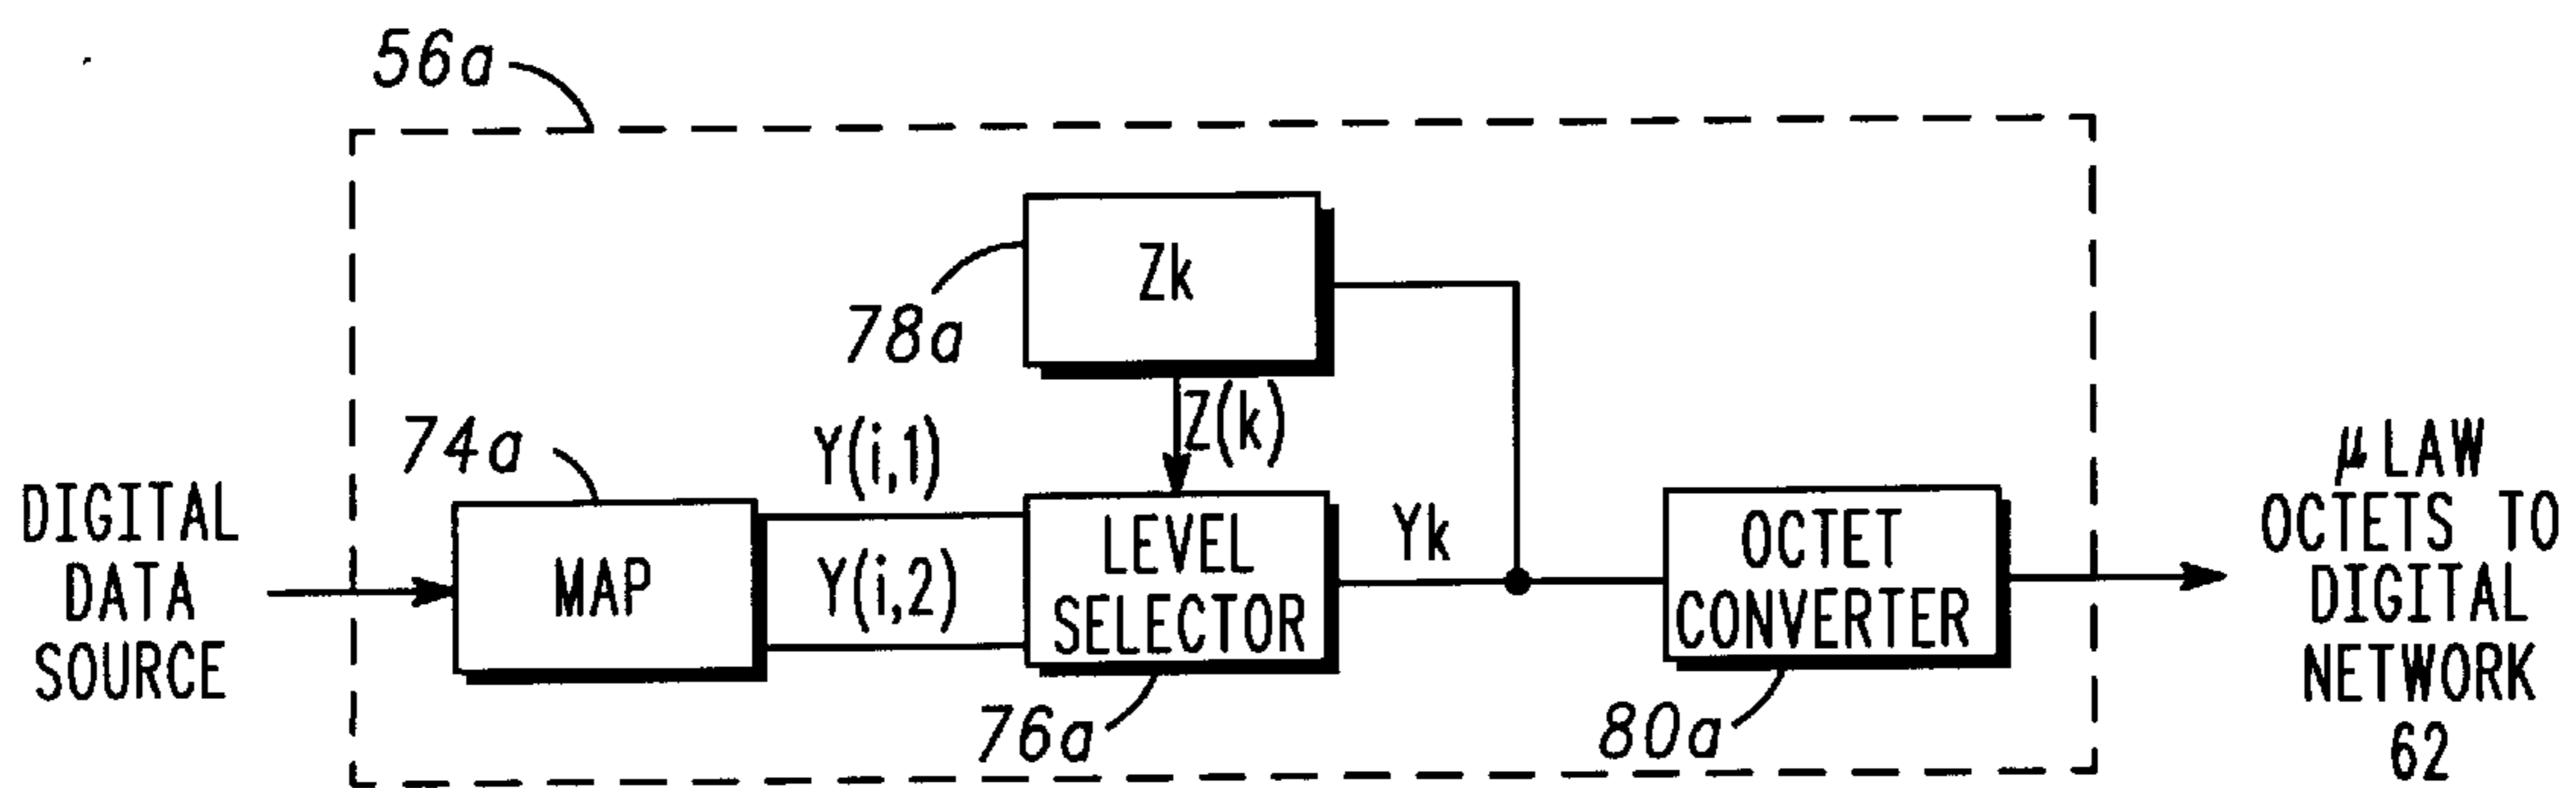 56a
Zk
78a
Z(k)
74a
Y(i,1)
Y(i,2)
DIGITAL
DATA
SOURCE
MAP
LEVEL
SELECTOR
Yk
OCTET
CONVERTER
μ LAW
OCTETS TO
DIGITAL
NETWORK
62
76a
80a